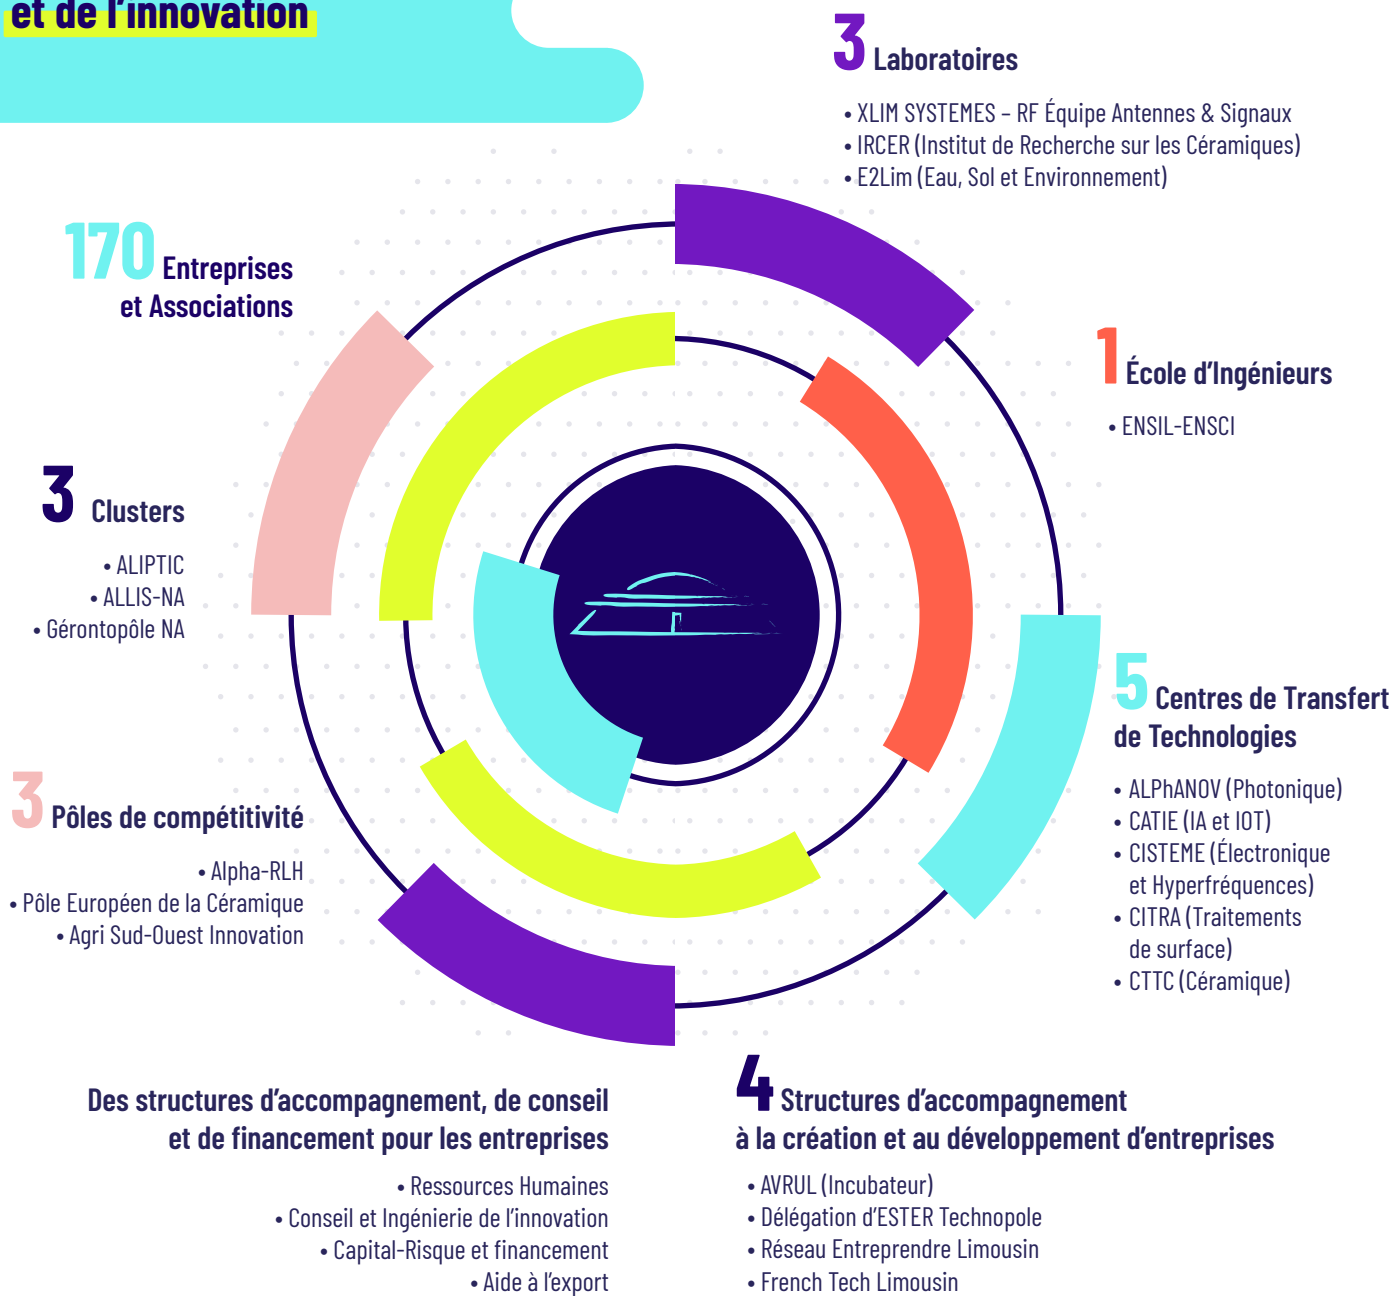 et de l'innovation
3 Laboratoires
• XLIM SYSTEMES – RF Équipe Antennes & Signaux
• IRCER (Institut de Recherche sur les Céramiques)
• E2Lim (Eau, Sol et Environnement)
170 Entreprises
et Associations
1 École d'Ingénieurs
• ENSIL-ENSCI
3 Clusters
• ALIPTIC
• ALLIS-NA
• Gérontopôle NA
5 Centres de Transfert
de Technologies
• ALPhANOV (Photonique)
• CATIE (IA et IOT)
• CISTEME (Électronique
et Hyperfréquences)
• CITRA (Traitements
de surface)
• CTTC (Céramique)
3 Pôles de compétitivité
• Alpha-RLH
• Pôle Européen de la Céramique
• Agri Sud-Ouest Innovation
Des structures d'accompagnement, de conseil
et de financement pour les entreprises
• Ressources Humaines
• Conseil et Ingénierie de l'innovation
• Capital-Risque et financement
• Aide à l'export
4 Structures d'accompagnement
à la création et au développement d'entreprises
• AVRUL (Incubateur)
• Délégation d'ESTER Technopole
• Réseau Entreprendre Limousin
• French Tech Limousin